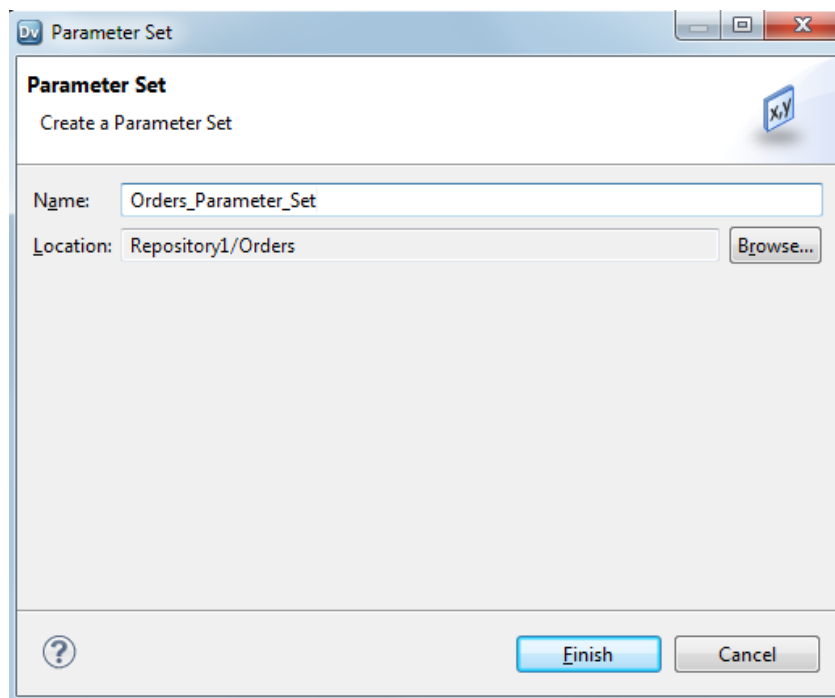 Dv Parameter Set
Parameter Set
Create a Parameter Set
x,y
Name: Orders_Parameter_Set
Location: Repository1/Orders Browse...
?
Finish Cancel